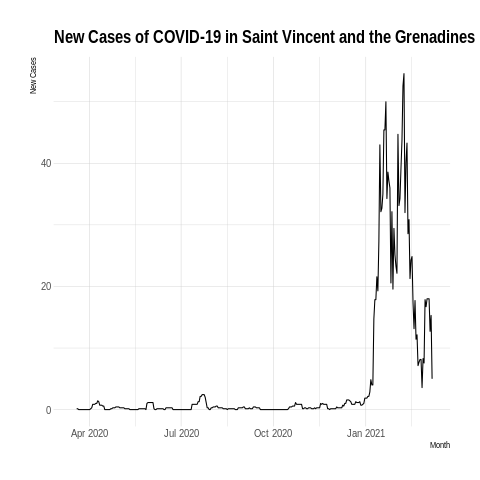 New Cases of COVID-19 in Saint Vincent and the Grenadines
New Cases
40
20
0
Apr 2020
Jul 2020
Oct 2020
Jan 2021
Month